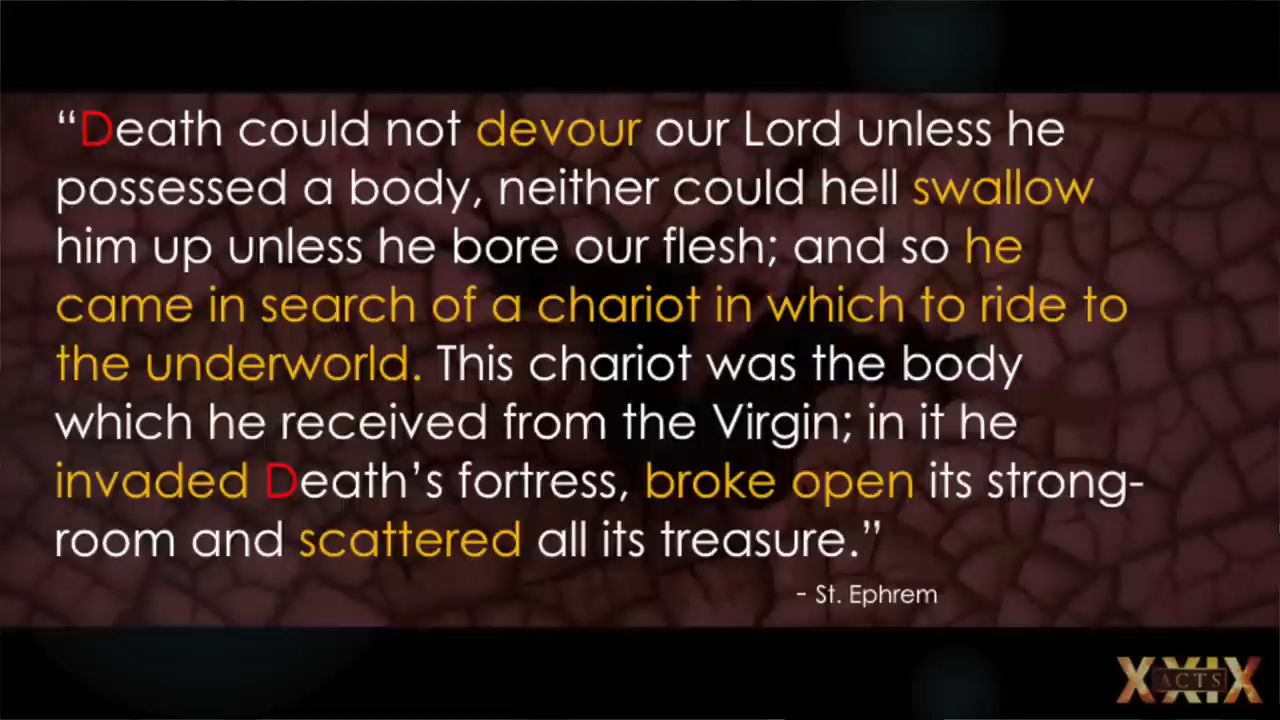 “Death could not devour our Lord unless he
possessed a body, neither could hell swallow
him up unless he bore our flesh; and so he
came in search of a chariot in which to ride to
the underworld. This chariot was the body
which he received from the Virgin; in it he
invaded Death’s fortress, broke open its strong-
room and scattered all its treasure.”
- St. Ephrem
XXIX
ACTS